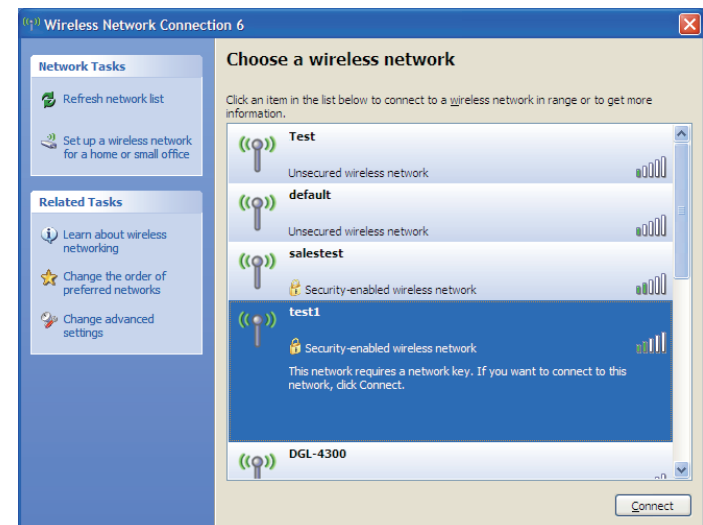 Wireless Network Connection 6
Network Tasks
Refresh network list
Set up a wireless network
for a home or small office
Related Tasks
Learn about wireless
networking
Change the order of
preferred networks
Change advanced
settings
Choose a wireless network
Click an item in the list below to connect to a wireless network in range or to get more
information.
Test
Unsecured wireless network
default
Unsecured wireless network
salestest
Security-enabled wireless network
test1
Security-enabled wireless network
This network requires a network key. If you want to connect to this
network, click Connect.
DGL-4300
Connect